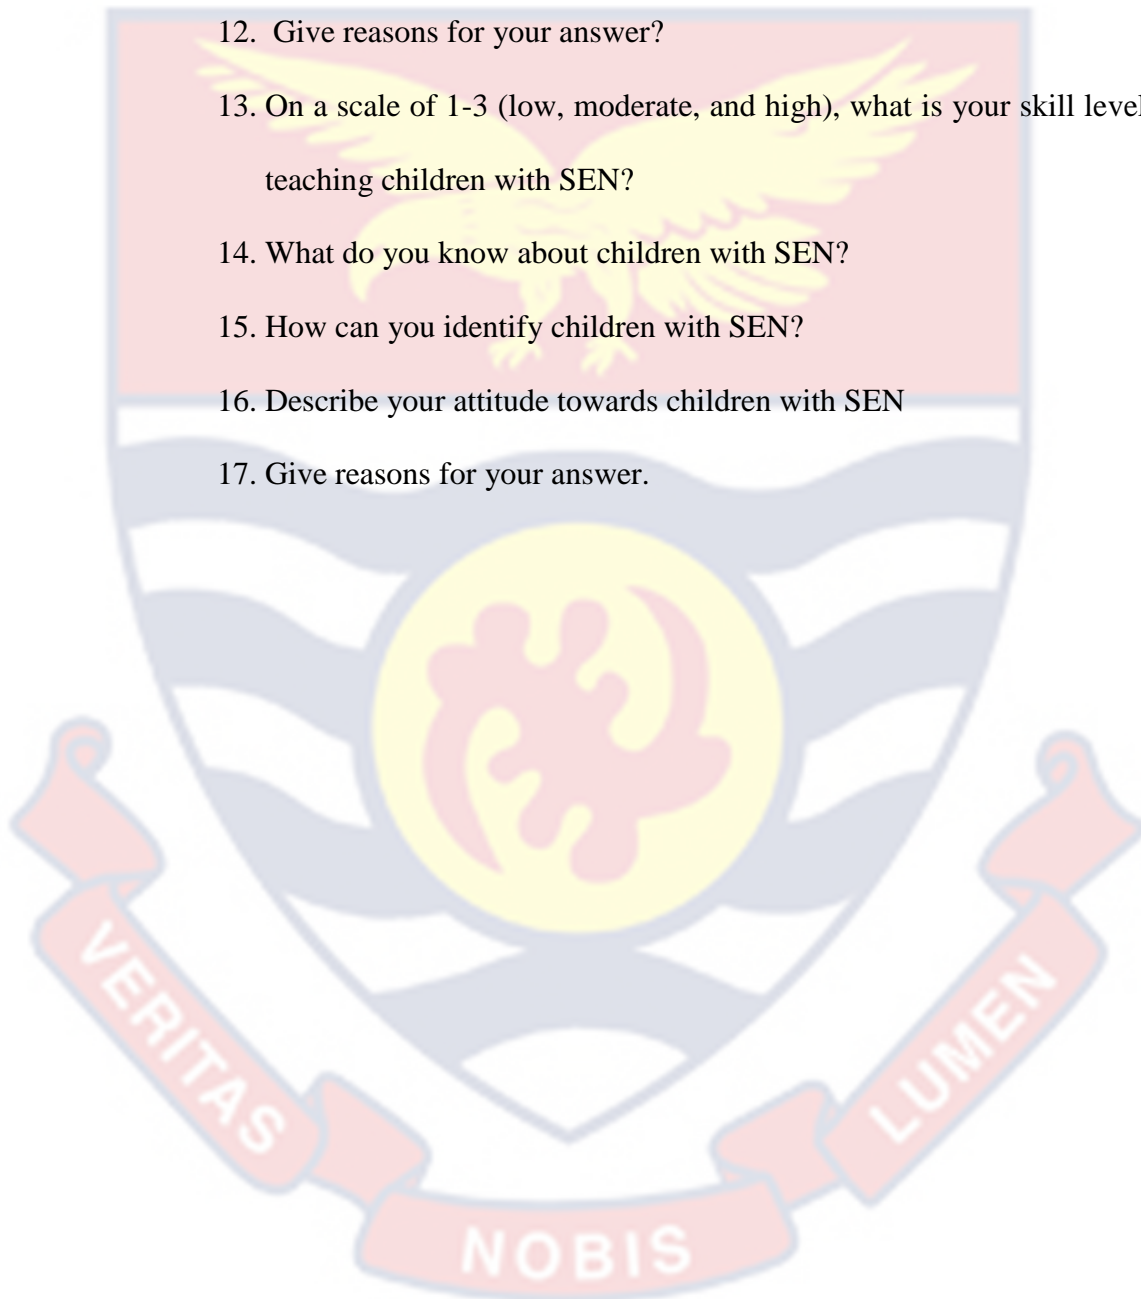 12. Give reasons for your answer?
13. On a scale of 1-3 (low, moderate, and high), what is your skill level
teaching children with SEN?
14. What do you know about children with SEN?
15. How can you identify children with SEN?
16. Describe your attitude towards children with SEN
17. Give reasons for your answer.
VERITAS
NOBIS
LUMEN